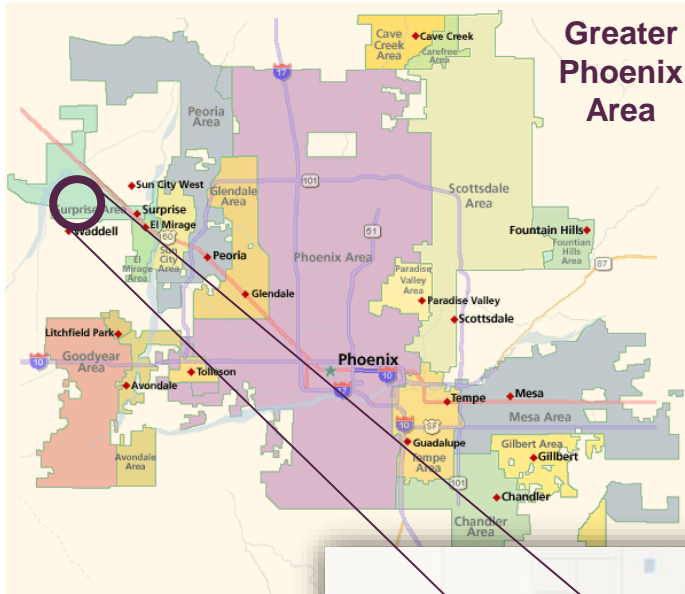 Greater
Phoenix
Area
Cave
Creek
Area
Cave Creek
Carefree
Area
17
Peoria
Area
Sun City West
Glendale
Area
101
Scottsdale
Area
Surprise Area
Surprise
El Mirage
Waddell
60
Sun
City
Area
El
Mirage
Area
Peoria
Phoenix Area
51
Fountain Hills
Fountian
Hills
Area
87
Paradise
Valley
Area
Glendale
Paradise Valley
Scottsdale
Litchfield Park
Goodyear
Area
10
Tolleson
Phoenix
10
17
Avondale
Tempe
Mesa
Mesa Area
10
Guadalupe
Tempe
Area
Gilbert Area
Gillbert
Avondale
Area
101
Chandler
Chandler
Area